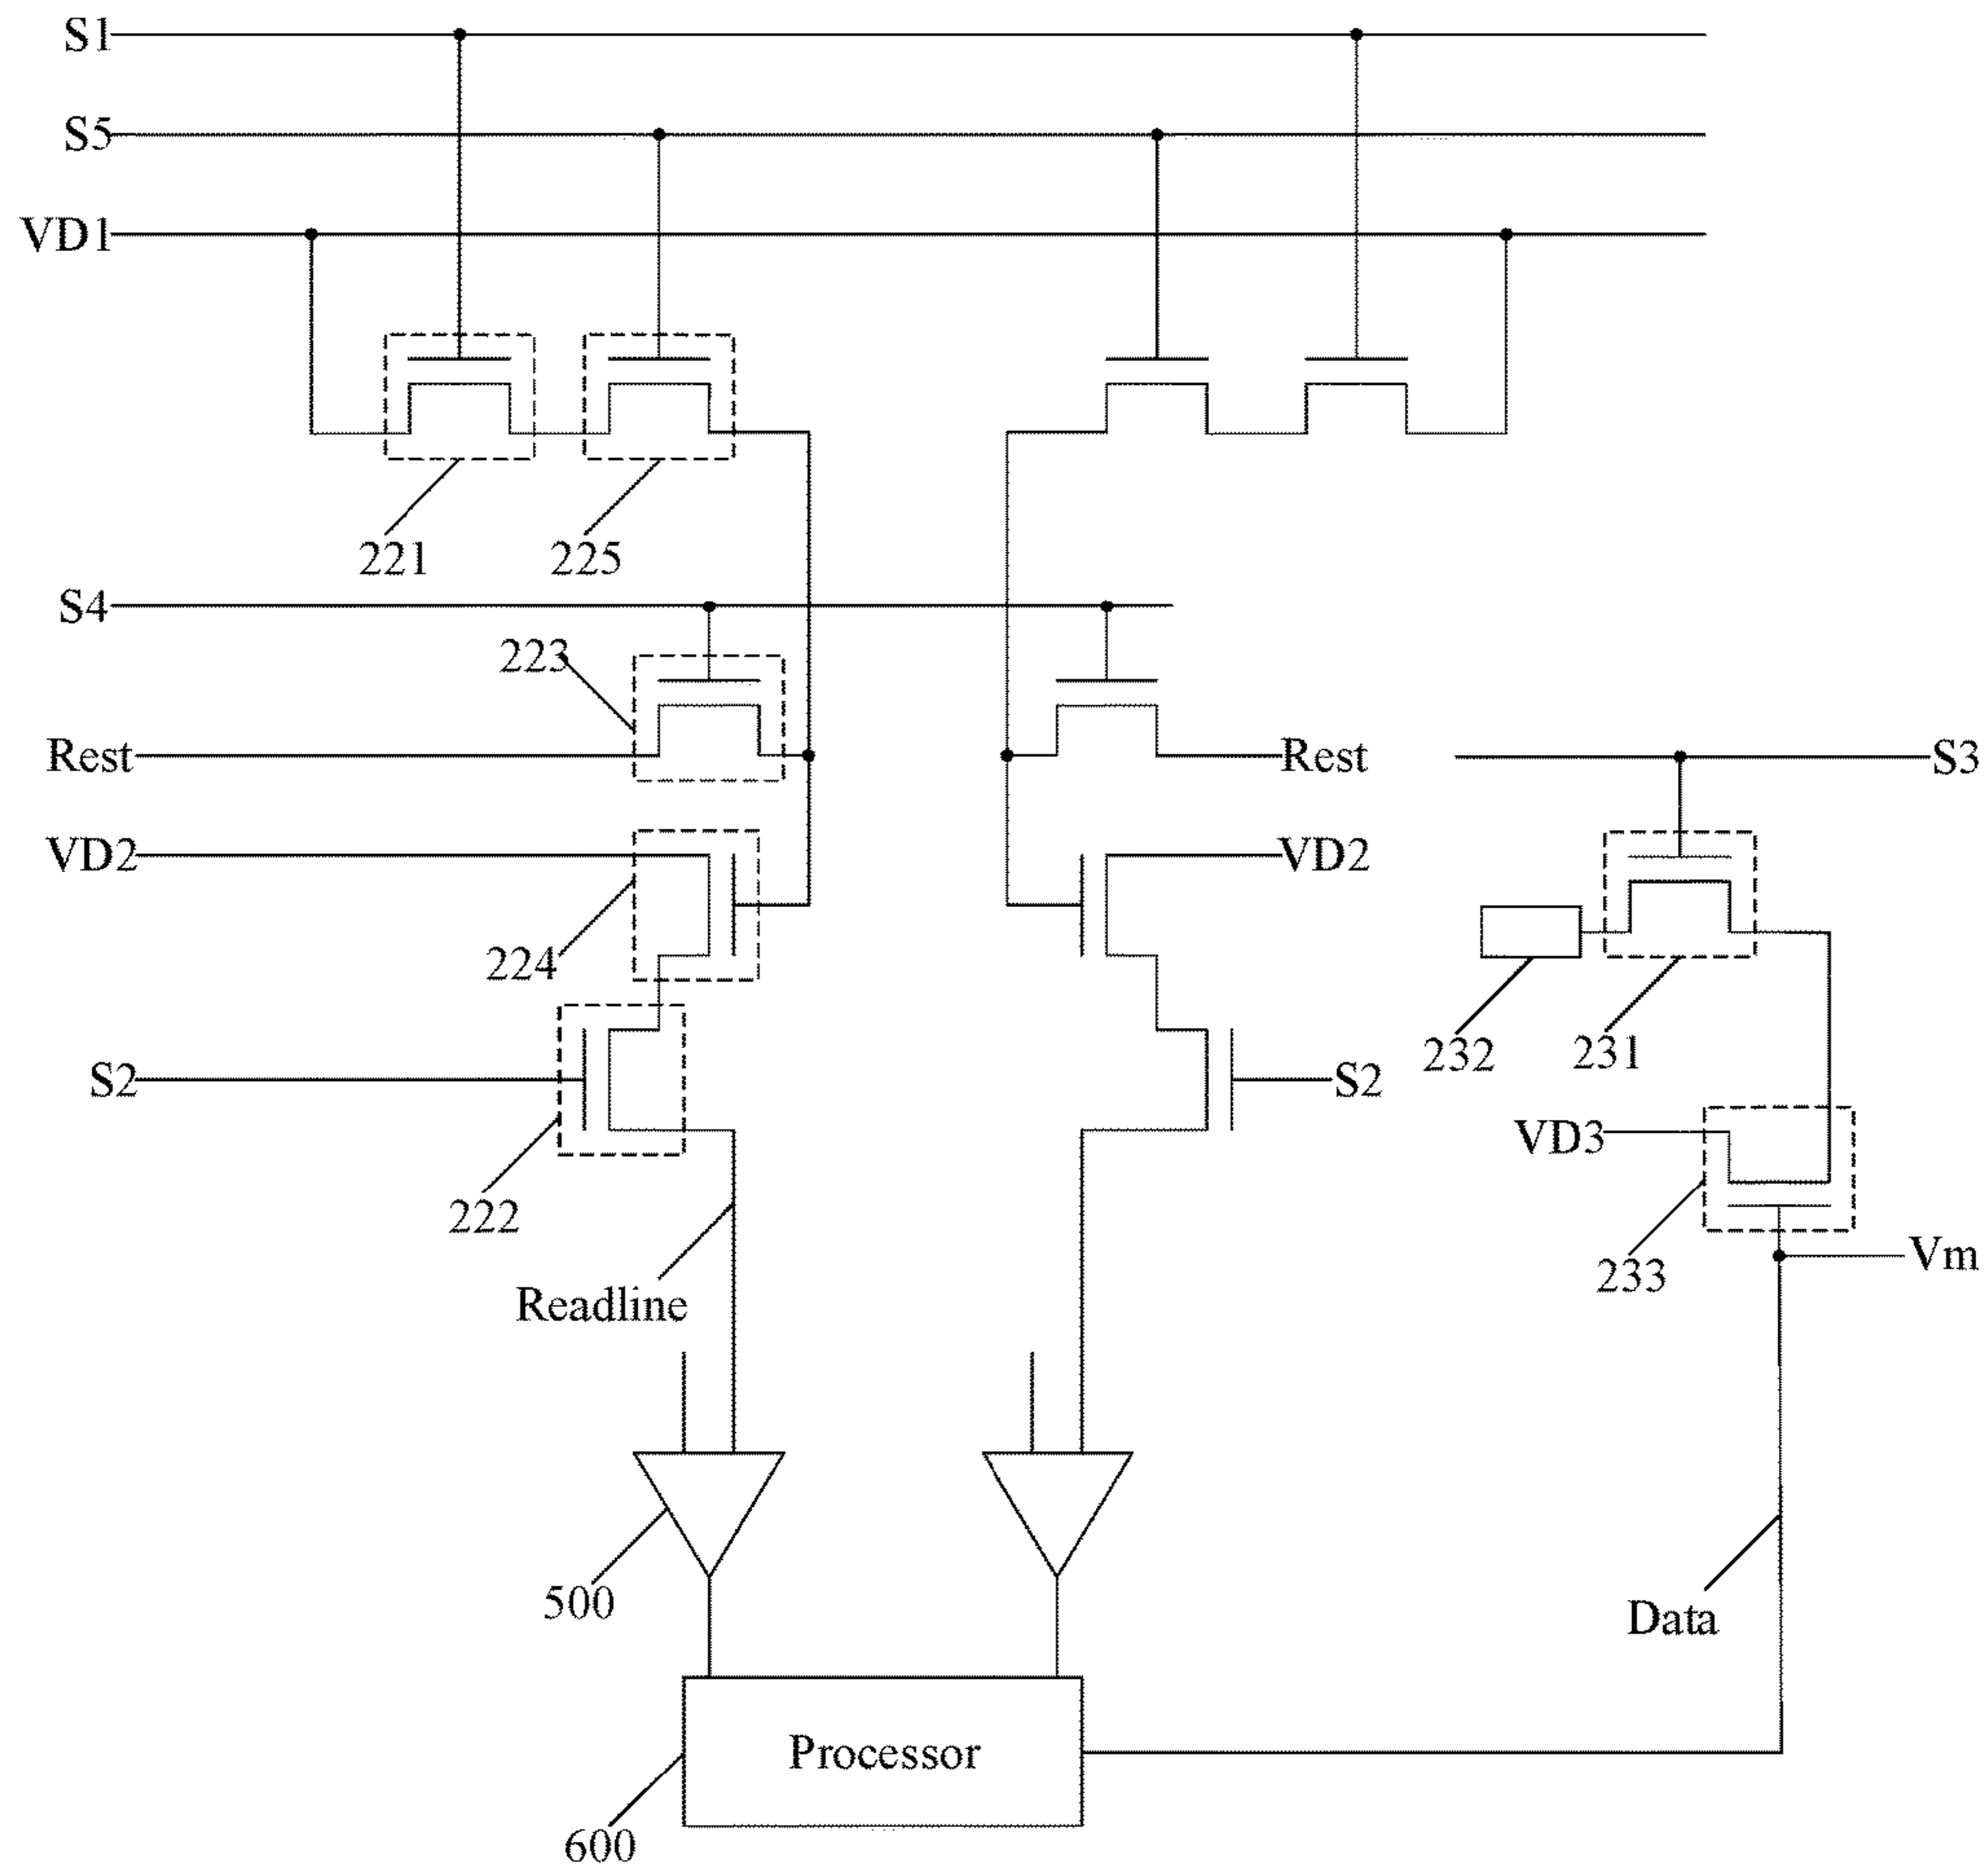 S1
S5
VD1
221
225
S4
223
Rest
Rest
S3
VD2
VD2
224
232
231
S2
S2
VD3
222
Vm
233
Readline
500
Data
Processor
600